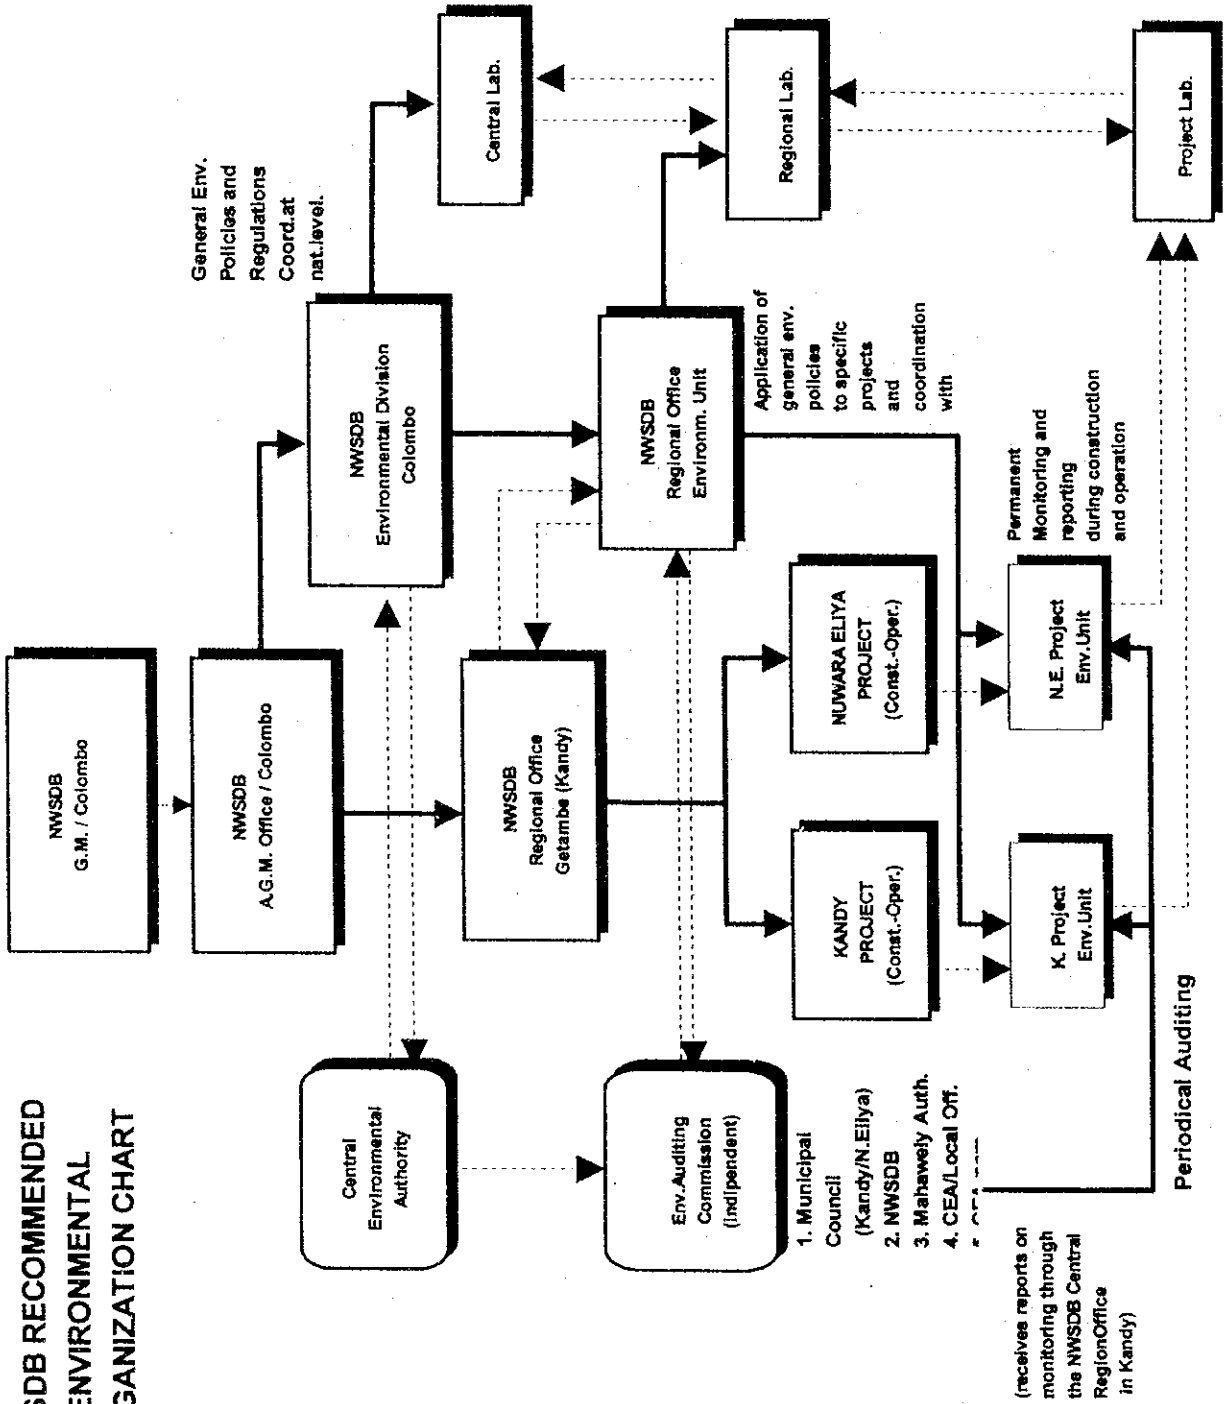 SDB RECOMMENDED
ENVIRONMENTAL
GANIZATION CHART
NWSDB
G.M. / Colombo
NWSDB
A.G.M. Office / Colombo
General Env.
Policies and
Regulations
Coord.at
nat.level.
Central
Environmental
Authority
NWSDB
Environmental Division
Colombo
Central Lab.
NWSDB
Regional Office
Getambe (Kandy)
Env.Auditing
Commission
(Indipendent)
NWSDB
Regional Office
Environm. Unit
Regional Lab.
1. Municipal
Council
(Kandy/N.Eliya)
2. NWSDB
3. Mahawely Auth.
4. CEA/Local Off.
KANDY
PROJECT
(Const.-Oper.)
NUWARA ELIYA
PROJECT
(Const.-Oper.)
Application of
general env.
policies
to specific
projects
and
coordination
with
(receives reports on
monitoring through
the NWSDB Central
RegionOffice
in Kandy)
K. Project
Env.Unit
N.E. Project
Env.Unit
Permanent
Monitoring and
reporting
during construction
and operation
Project Lab.
Periodical Auditing